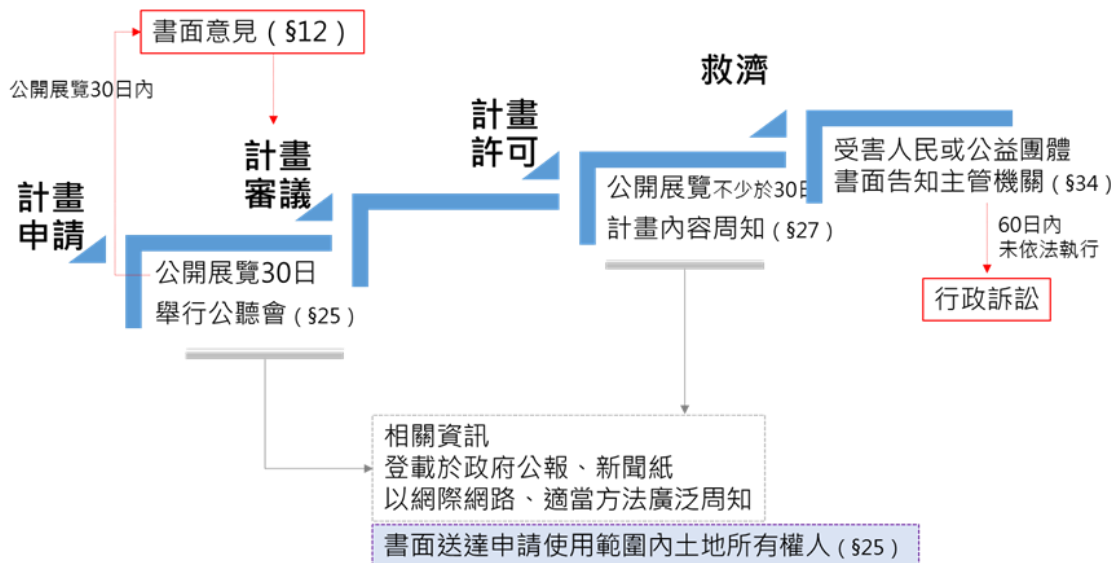 書面意見（§12）
公開展覽30日內
計畫
申請
公開展覽30日
舉行公聽會（§25）
計畫
審議
計畫
許可
公開展覽不少於30日
計畫內容周知（§27）
救濟
受害人民或公益團體
書面告知主管機關（§34）
60日內
未依法執行
行政訴訟
相關資訊
登載於政府公報、新聞紙
以網際網路、適當方法廣泛周知
書面送達申請使用範圍內土地所有權人（§25）